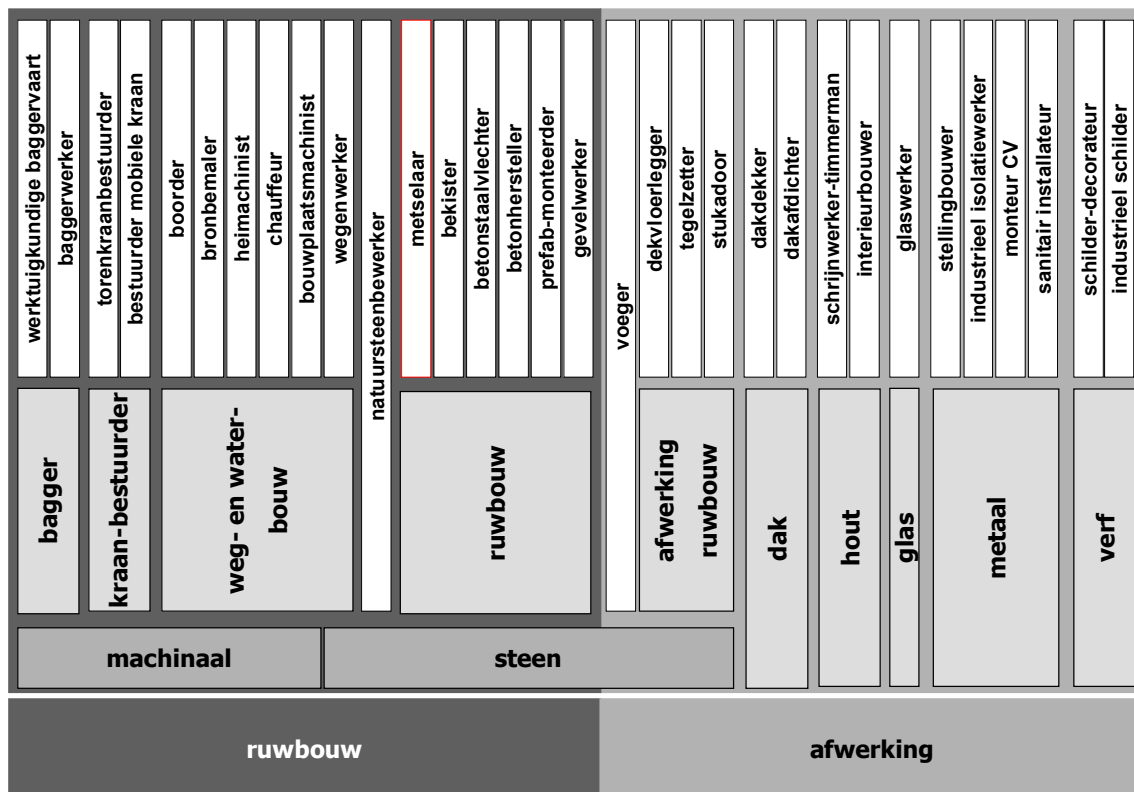 werktuigkundige baggervaart
baggerwerker
torenkraanbestuurder
bestuurder mobiele kraan
boorder
bronbemaler
heimachinist
chauffeur
bouwplaatsmachinist
wegenwerker
natuursteenbewerker
metselaar
bekister
betonstaalvlechter
betonhersteller
prefab-monteerder
gevelwerker
voeger
dekvloerlegger
tegelzetter
stukadoor
dakdekker
dakafdichter
schrijnwerker-timmerman
interieurbouwer
glaswerker
stellingbouwer
industrieel isolatiewerker
monteur CV
sanitair installateur
schilder-decorateur
industrieel schilder
bagger
kraan-bestuurder
weg- en water-
bouw
ruwbouw
afwerking
ruwbouw
dak
hout
glas
metaal
verf
machinaal
steen
ruwbouw
afwerking